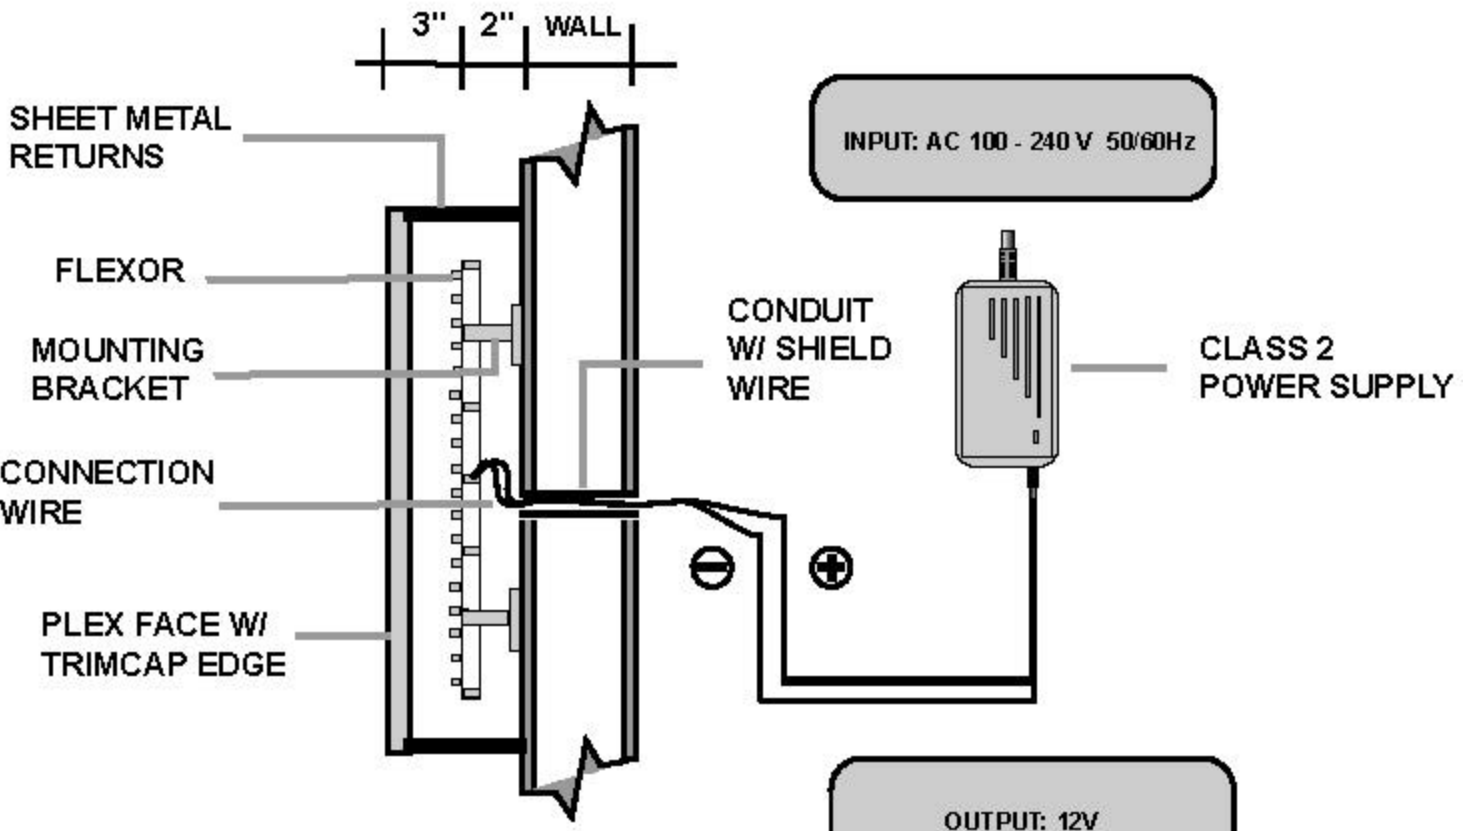 3" 2" WALL
SHEET METAL
RETURNS
INPUT: AC 100 - 240 V 50/60Hz
FLEXOR
MOUNTING
BRACKET
CONDUIT
W/ SHIELD
WIRE
CLASS 2
POWER SUPPLY
CONNECTION
WIRE
PLEX FACE W/
TRIMCAP EDGE
OUTPUT: 12V